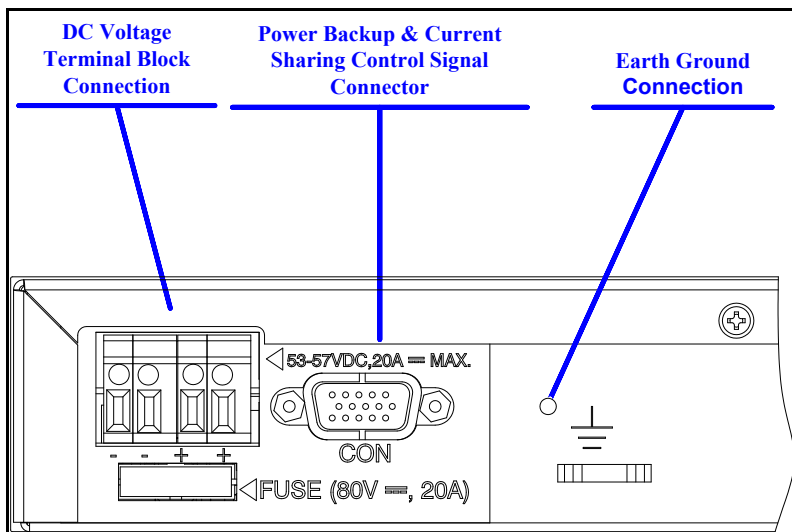 DC Voltage
Terminal Block
Connection
Power Backup & Current
Sharing Control Signal
Connector
Earth Ground
Connection
53-57VDC,20A ⎓ MAX.
CON
- - + +
FUSE (80V ⎓, 20A)